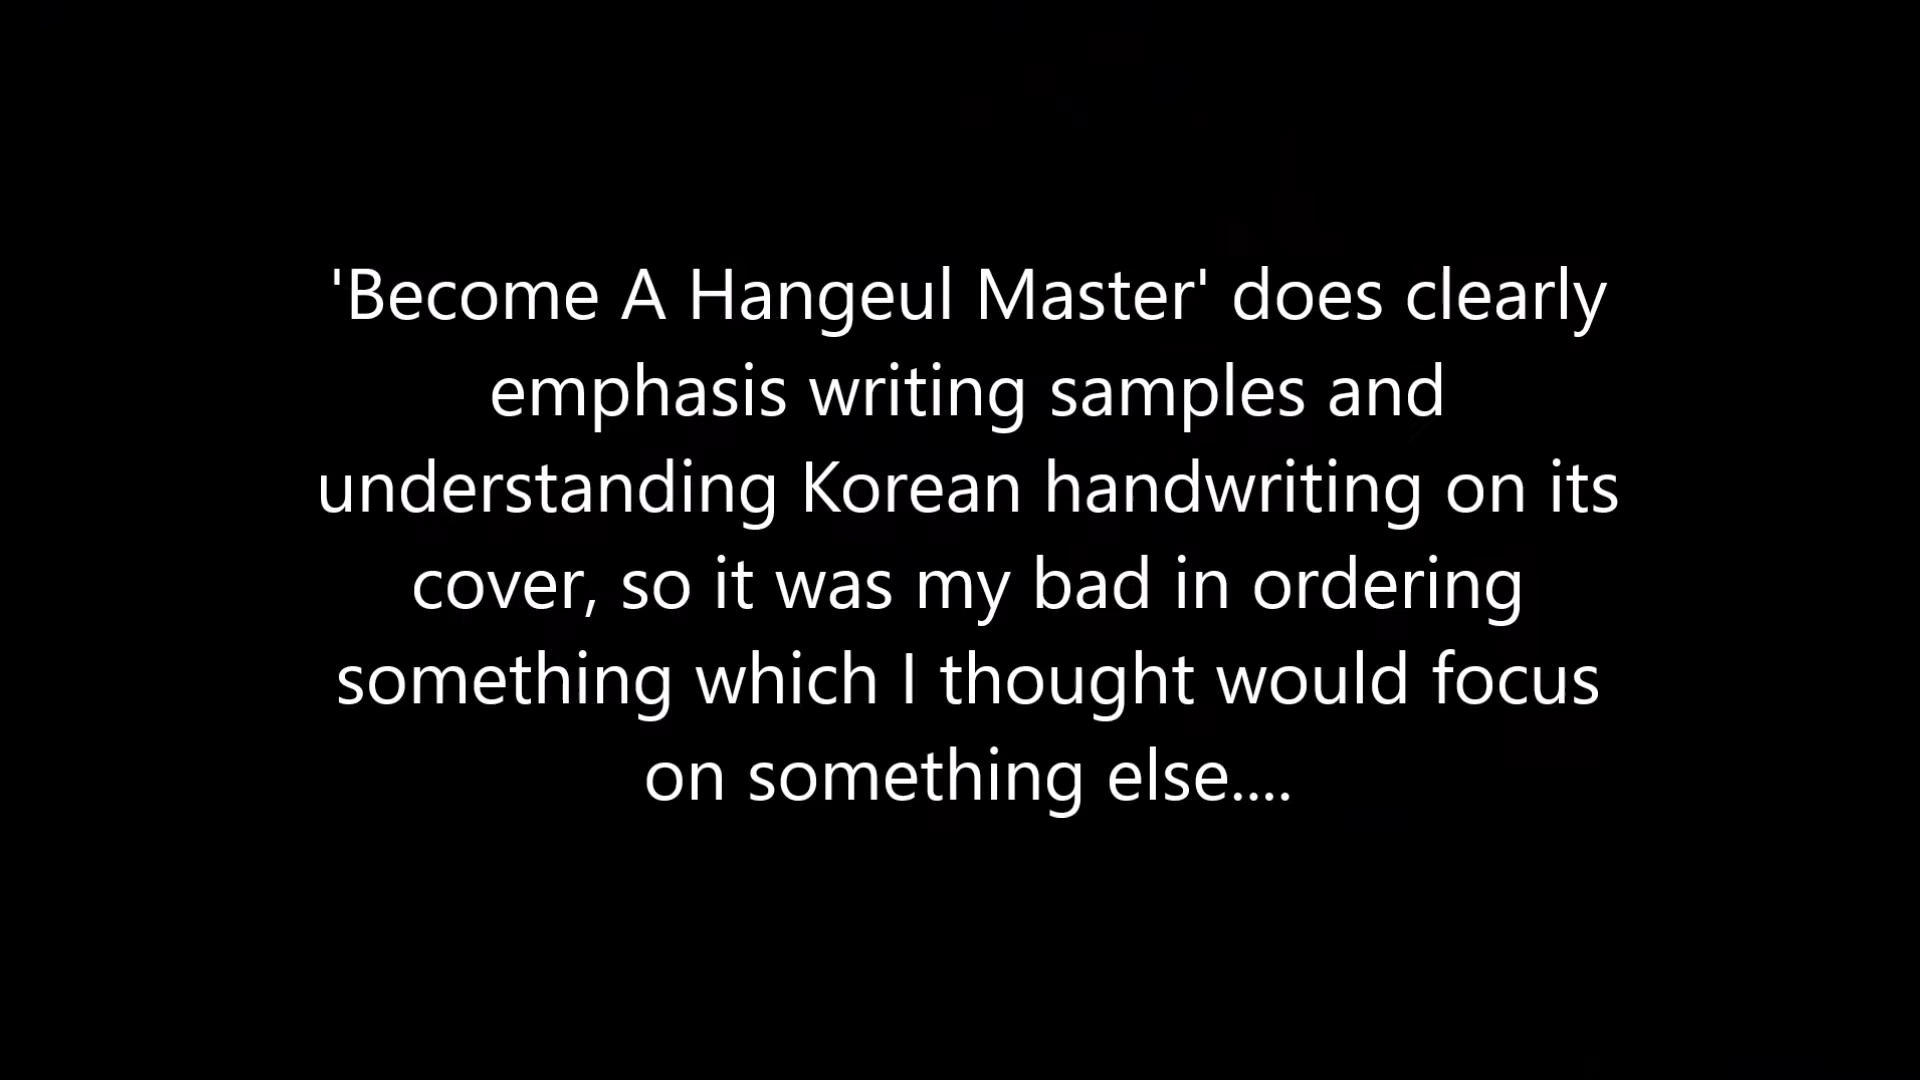 'Become A Hangeul Master' does clearly
emphasis writing samples and
understanding Korean handwriting on its
cover, so it was my bad in ordering
something which I thought would focus
on something else....